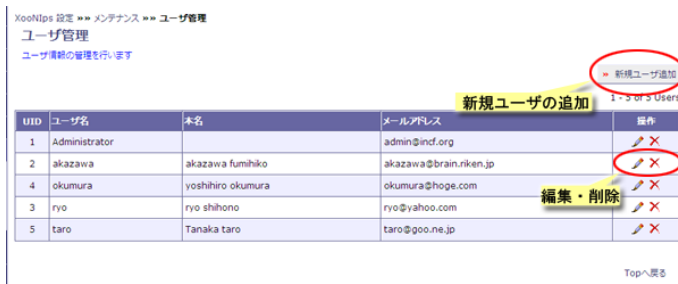 XooNIps 設定 »» メンテナンス »» ユーザ管理
ユーザ管理
ユーザ情報の管理を行います
» 新規ユーザ追加
新規ユーザの追加
1 - 5 of 5 Users
UID ユーザ名 本名 メールアドレス 操作
1 Administrator admin@incf.org
2 akazawa akazawa fumihiko akazawa@brain.riken.jp
4 okumura yoshihiro okumura okumura@hoge.com
編集・削除
3 ryo ryo shihono ryo@yahoo.com
5 taro Tanaka taro taro@goo.ne.jp
Topへ戻る